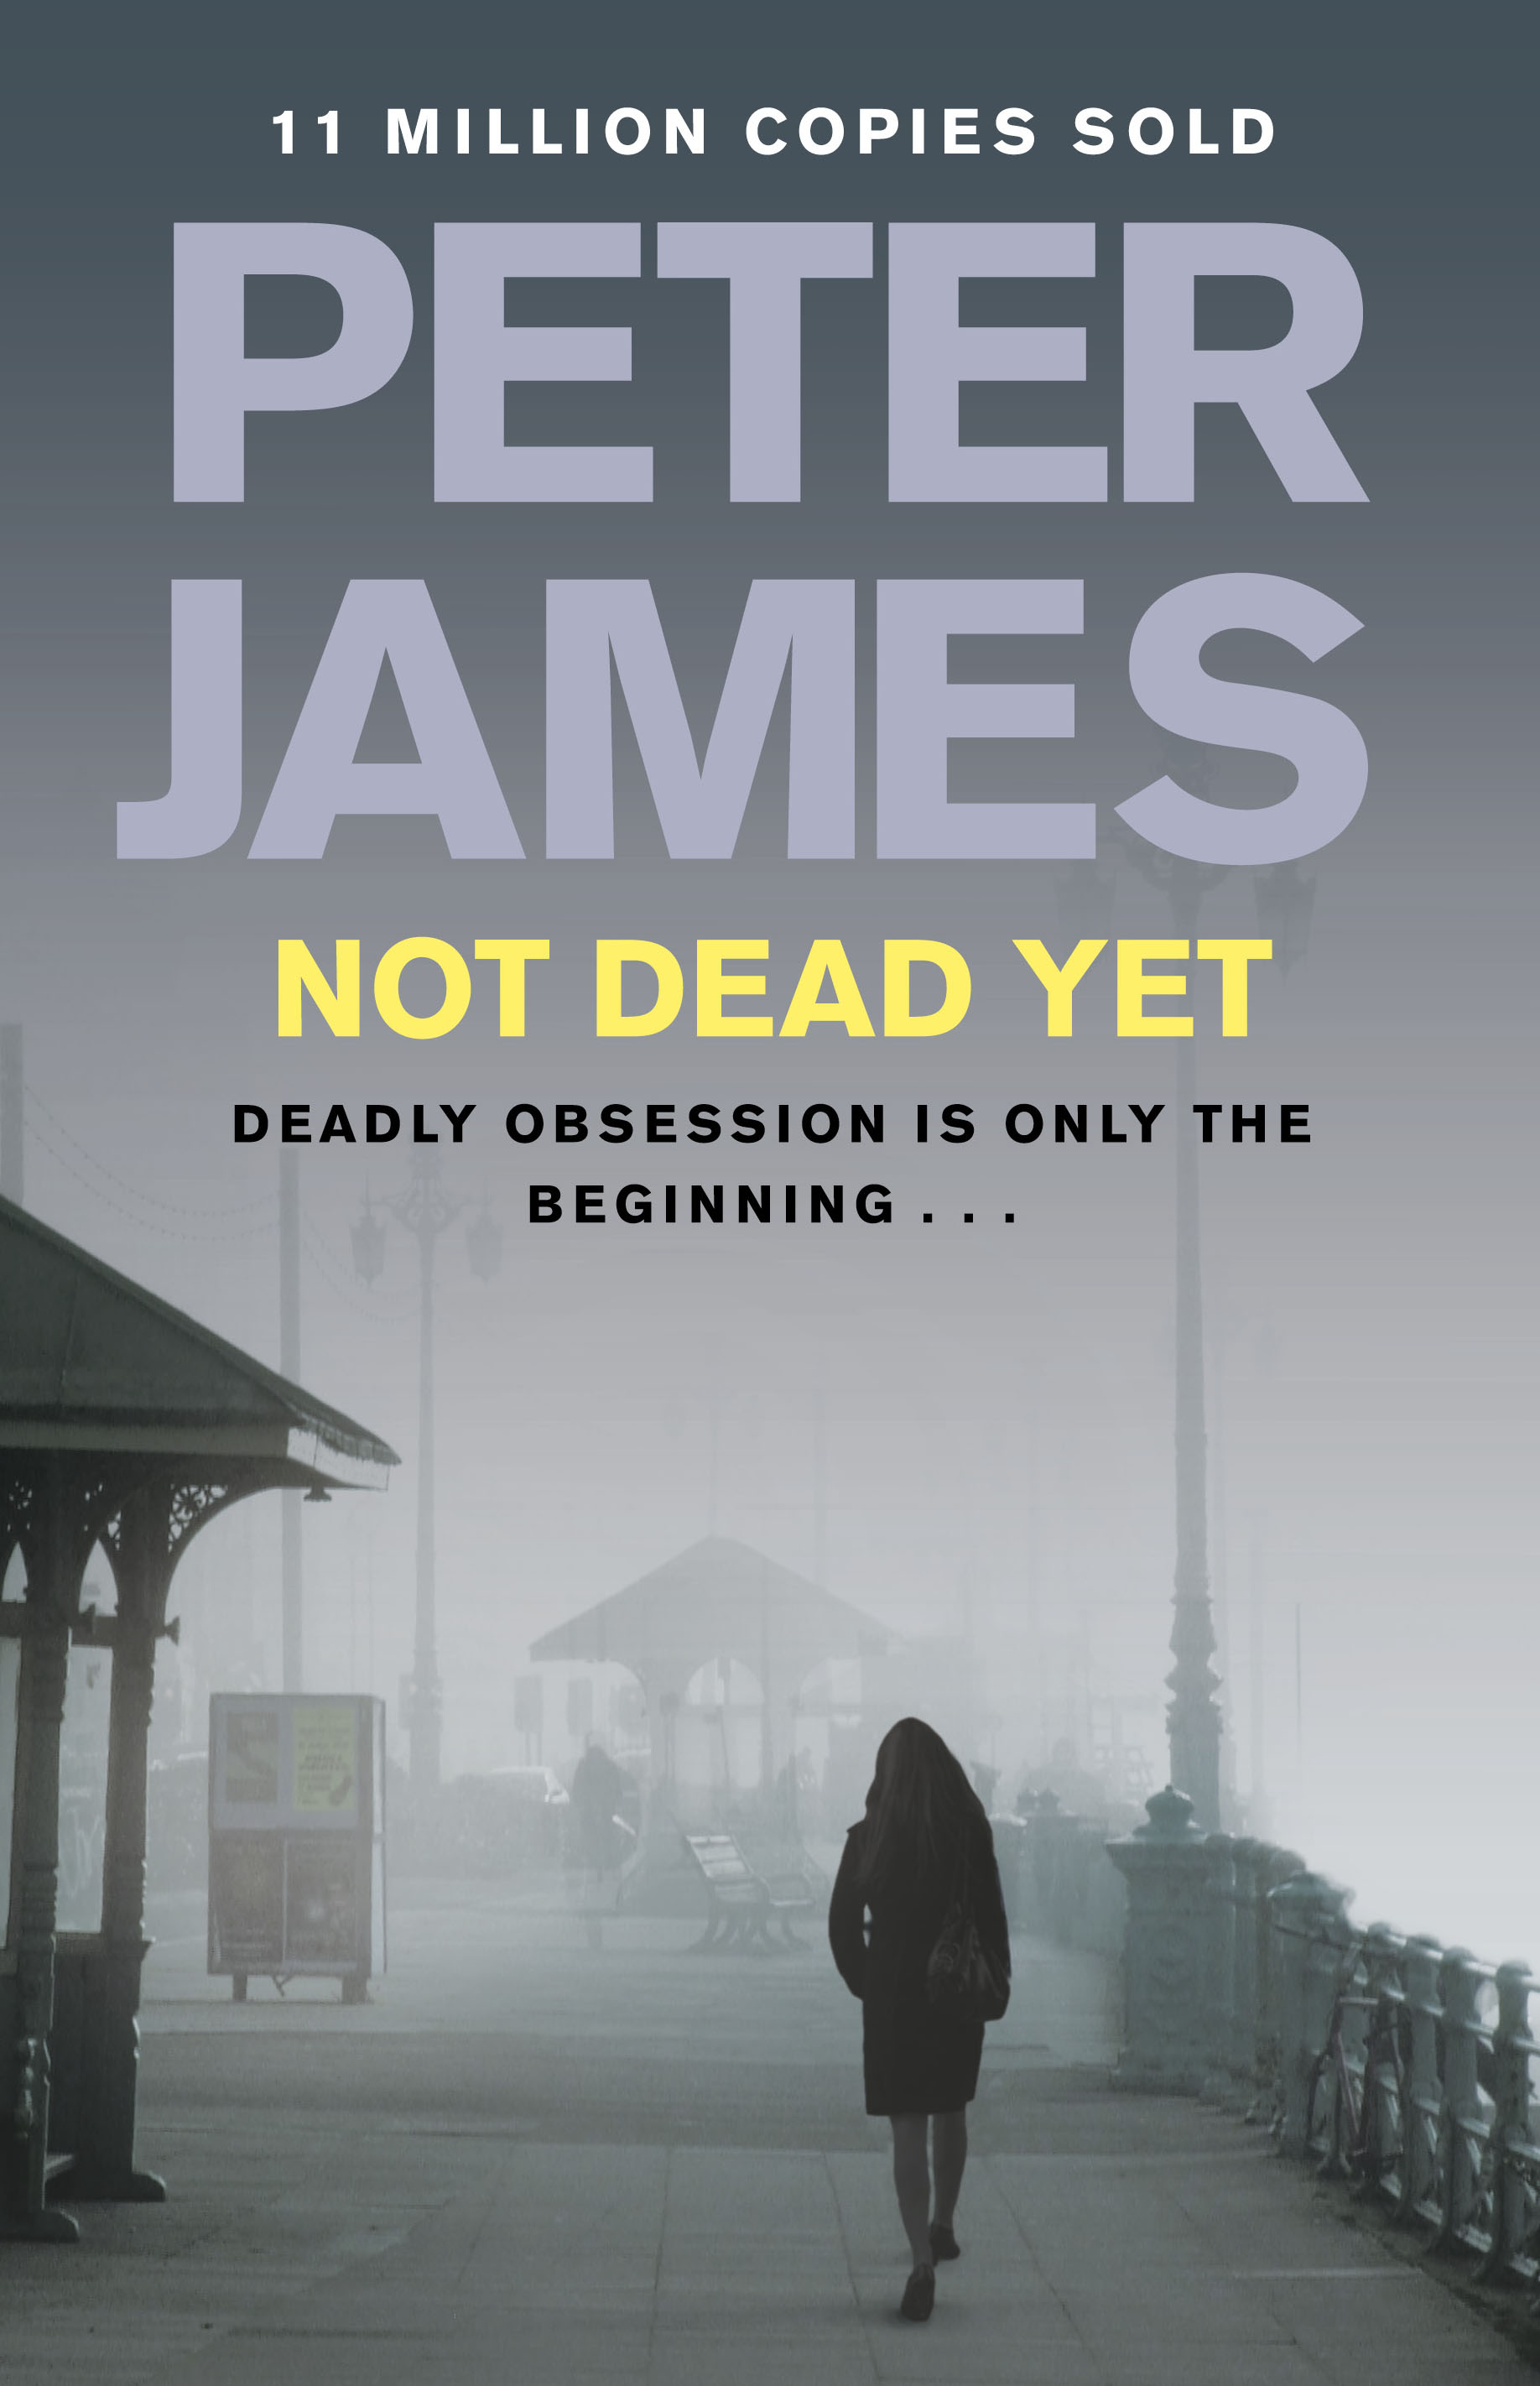 11 MILLION COPIES SOLD
PETER
JAMES
NOT DEAD YET
DEADLY OBSESSION IS ONLY THE
BEGINNING . . .